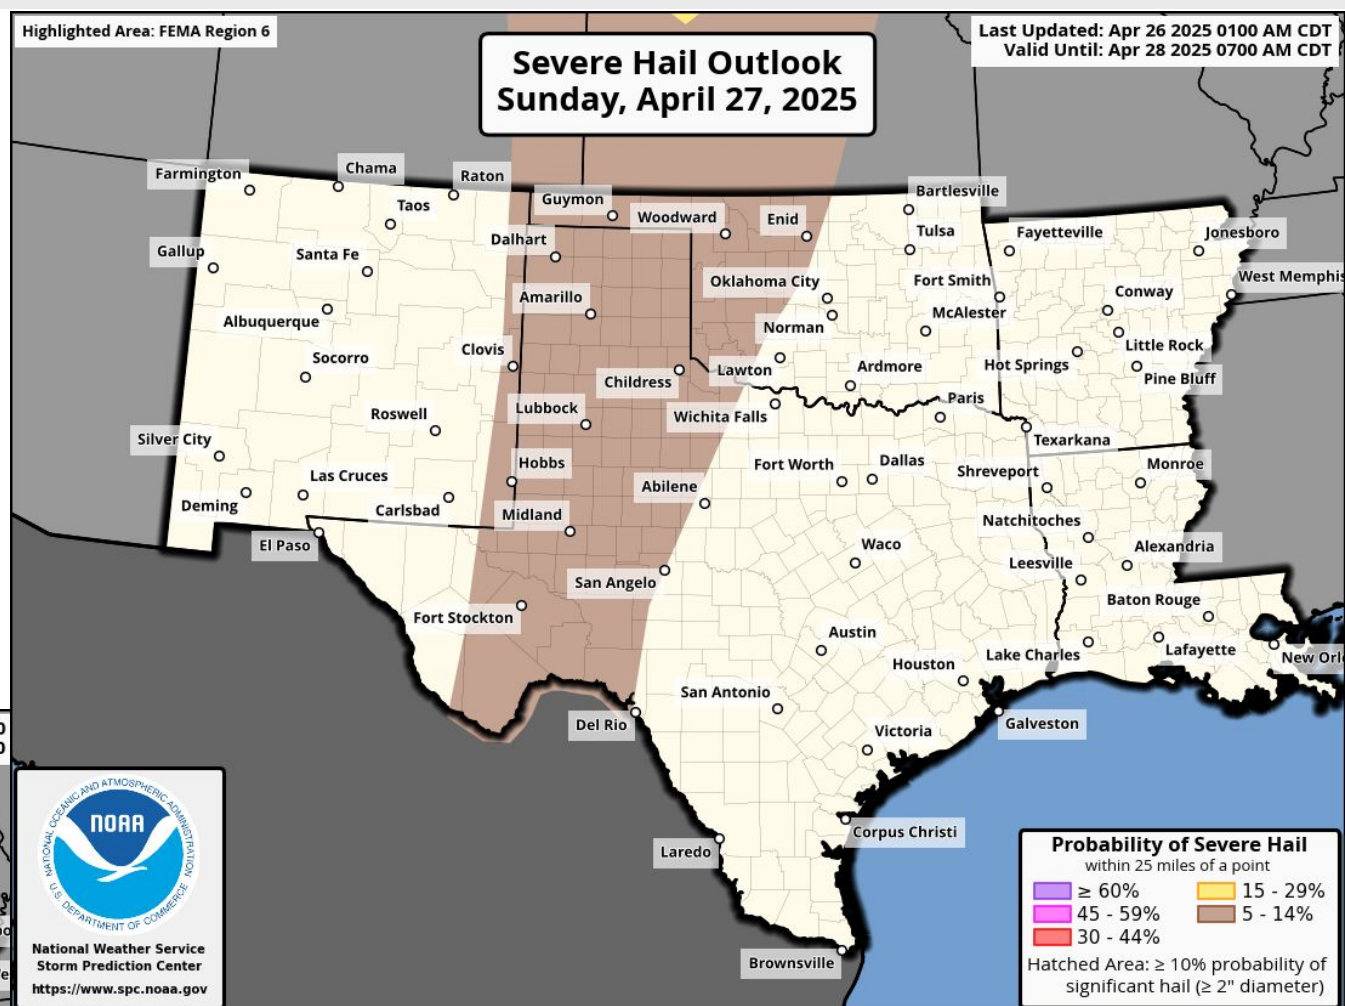 Highlighted Area: FEMA Region 6
Severe Hail Outlook
Sunday, April 27, 2025
Last Updated: Apr 26 2025 0100 AM CDT
Valid Until: Apr 28 2025 0700 AM CDT
Farmington
Chama
Raton
Taos
Guymon
Woodward
Enid
Bartlesville
Gallup
Santa Fe
Dalhart
Tulsa
Fayetteville
Jonesboro
Albuquerque
Amarillo
Oklahoma City
Fort Smith
Conway
West Memphis
Socorro
Clovis
Norman
McAlester
Little Rock
Childress
Lawton
Ardmore
Hot Springs
Pine Bluff
Roswell
Lubbock
Wichita Falls
Paris
Silver City
Texarkana
Las Cruces
Hobbs
Fort Worth
Dallas
Shreveport
Monroe
Deming
Carlsbad
Midland
Abilene
Natchitoches
El Paso
San Angelo
Waco
Leesville
Alexandria
Fort Stockton
Baton Rouge
Austin
Houston
Lake Charles
Lafayette
San Antonio
Del Rio
Victoria
Galveston
Laredo
Corpus Christi
Brownsville
NATIONAL OCEANIC AND ATMOSPHERIC ADMINISTRATION
NOAA
U.S. DEPARTMENT OF COMMERCE
National Weather Service
Storm Prediction Center
https://www.spc.noaa.gov
Probability of Severe Hail
within 25 miles of a point
≥ 60%
15 - 29%
45 - 59%
5 - 14%
30 - 44%
Hatched Area: ≥ 10% probability of
significant hail (≥ 2" diameter)